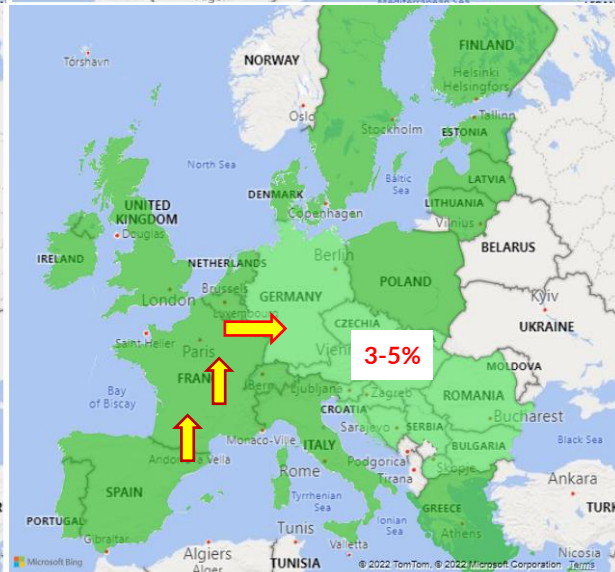 Mediterranean Sea
Tórshavn
NORWAY
FINLAND
Helsinki
Helsingfors
Oslo
Stockholm
Tallinn
ESTONIA
North Sea
Baltic
Sea
LATVIA
DENMARK
Copenhagen
LITHUANIA
Vilnius
UNITED
KINGDOM
Douglas
IRELAND
NETHERLANDS
Berlin
BELARUS
POLAND
Brussels
London
GERMANY
Luxembourg
Kyiv
UKRAINE
CZECHIA
Saint Helier
Paris
3-5%
MOLDOVA
Bay
of Biscay
Bern
Ljubljana
Zagreb
ROMANIA
Bucharest
CROATIA
SERBIA
Sarajevo
Monaco-Ville
ITALY
BULGARIA
Black Sea
Andorra la Vella
Podgorica
Skopje
SPAIN
Rome
Tirana
Ankara
Tyrrhenian
Sea
Ionian
Sea
GREECE
Athens
PORTUGAL
Gibraltar
Tunis
Valletta
Algiers
Alger
TUNISIA
Nicosia
Microsoft Bing
© 2022 TomTom, © 2022 Microsoft Corporation Terms